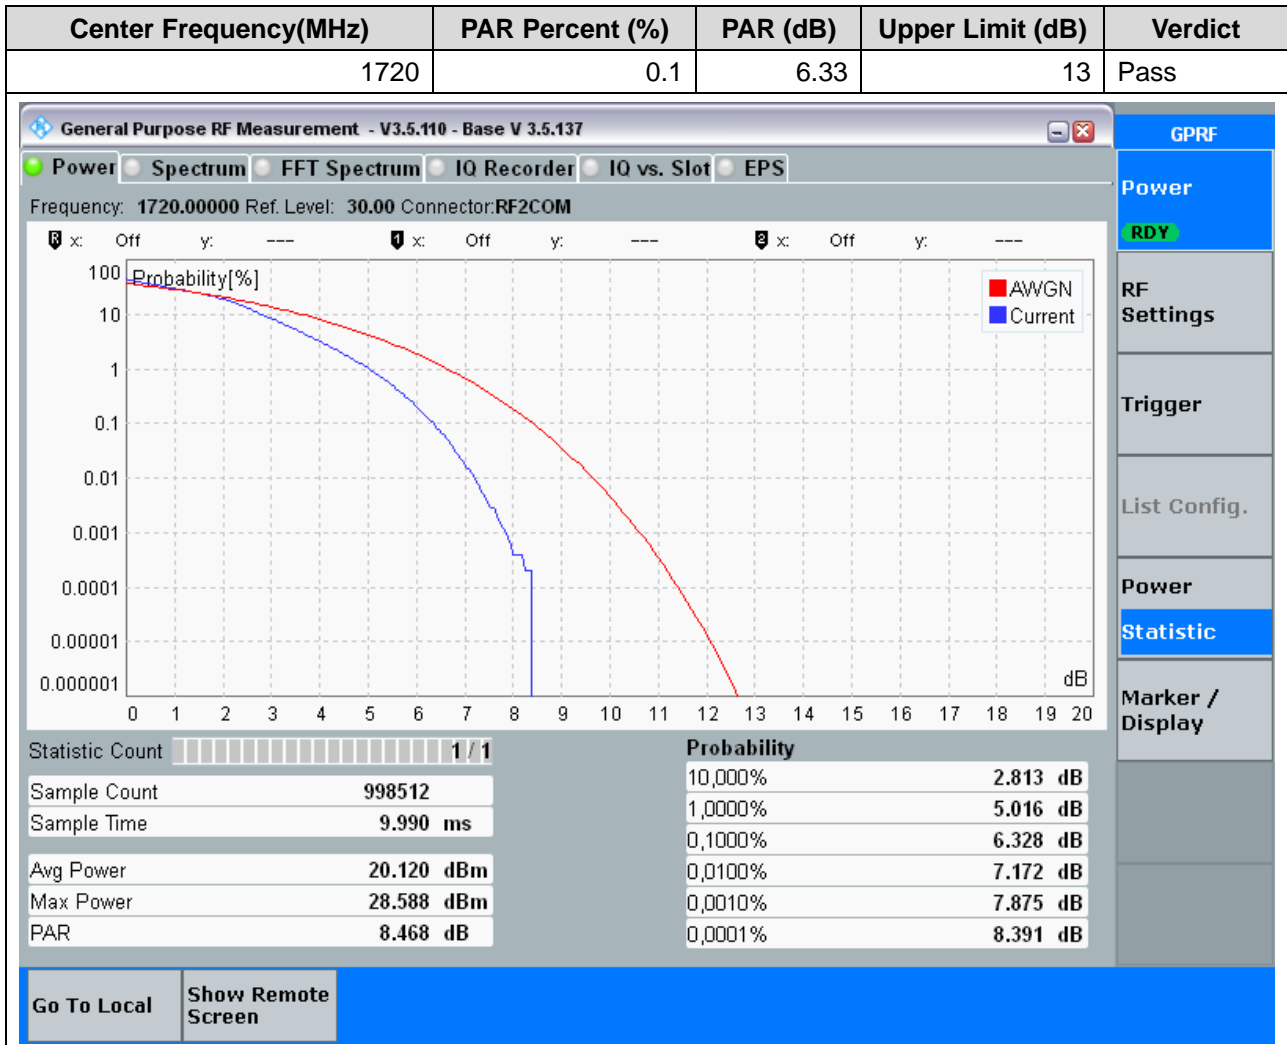 Center Frequency(MHz) PAR Percent (%) PAR (dB) Upper Limit (dB) Verdict
1720 0.1 6.33 13 Pass
General Purpose RF Measurement - V3.5.110 - Base V 3.5.137
GPRF
Power Spectrum FFT Spectrum IQ Recorder IQ vs. Slot EPS
Frequency: 1720.00000 Ref. Level: 30.00 Connector:RF2COM
R x: Off y: --- 1 x: Off y: --- 2 x: Off y: ---
Probability[%]
AWGN
Current
100
10
1
0.1
0.01
0.001
0.0001
0.00001
0.000001
dB
0 1 2 3 4 5 6 7 8 9 10 11 12 13 14 15 16 17 18 19 20
Statistic Count 1 / 1
Sample Count 998512
Sample Time 9.990 ms
Avg Power 20.120 dBm
Max Power 28.588 dBm
PAR 8.468 dB
Probability
10,000% 2.813 dB
1,0000% 5.016 dB
0,1000% 6.328 dB
0,0100% 7.172 dB
0,0010% 7.875 dB
0,0001% 8.391 dB
Power
RDY
RF
Settings
Trigger
List Config.
Power
Statistic
Marker /
Display
Go To Local
Show Remote
Screen